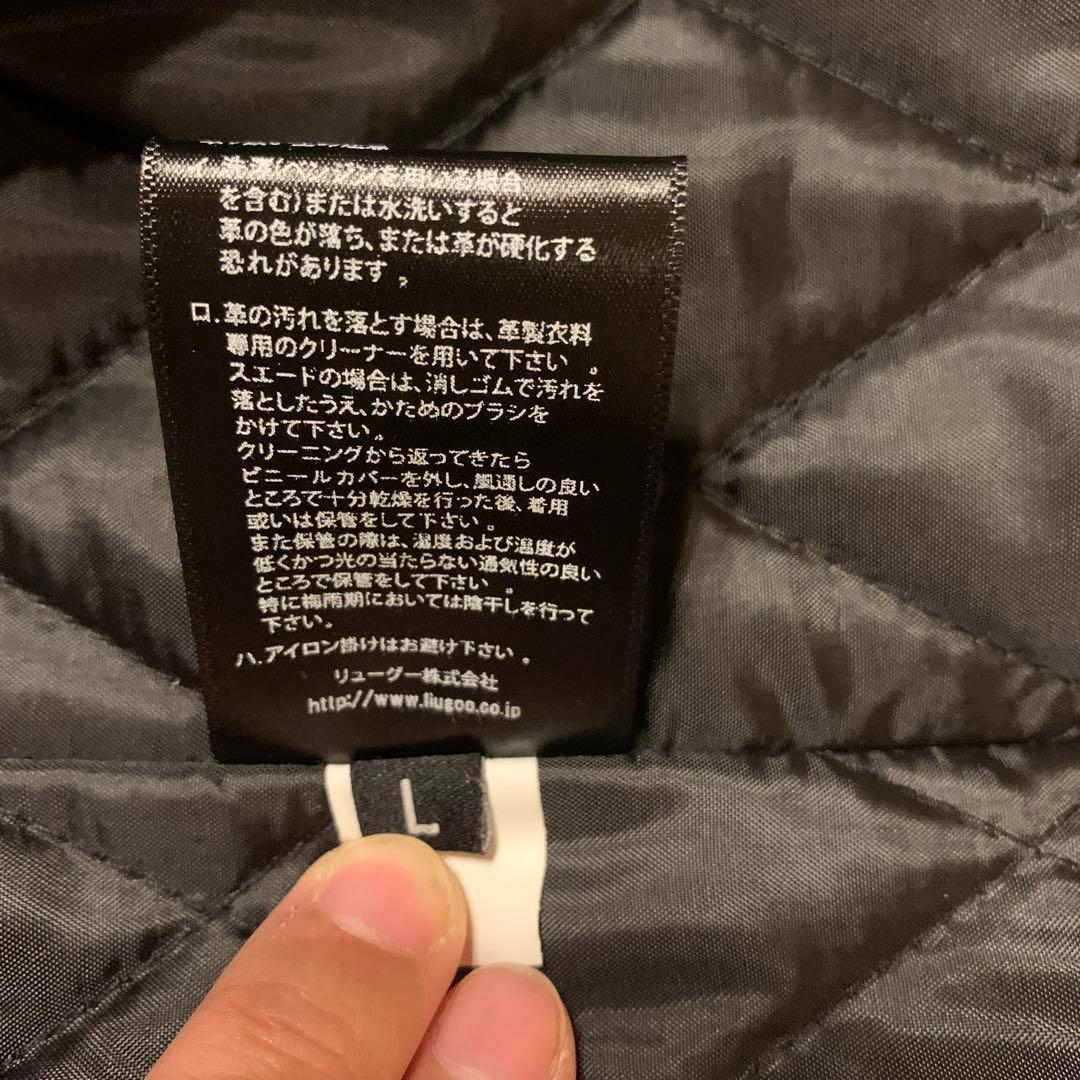 を用いる場合
を含む)または水洗いすると
革の色が落ち、または革が硬化する
恐れがあります。
ロ.革の汚れを落とす場合は、革製衣料
専用のクリーナーを用いて下さい。
スエードの場合は、消しゴムで汚れを
落としたうえ、かためのブラシを
かけて下さい。
クリーニングから返ってきたら
ビニールカバーを外し、風通しの良い
ところで十分乾燥を行った後、着用
或いは保管をして下さい。
また保管の際は、湿度および温度が
低くかつ光の当たらない通気性の良い
ところで保管をして下さい。
特に梅雨期においては陰干しを行って
下さい。
ハ.アイロン掛けはお避け下さい。
リューグー株式会社
http://www.liugoo.co.jp
L